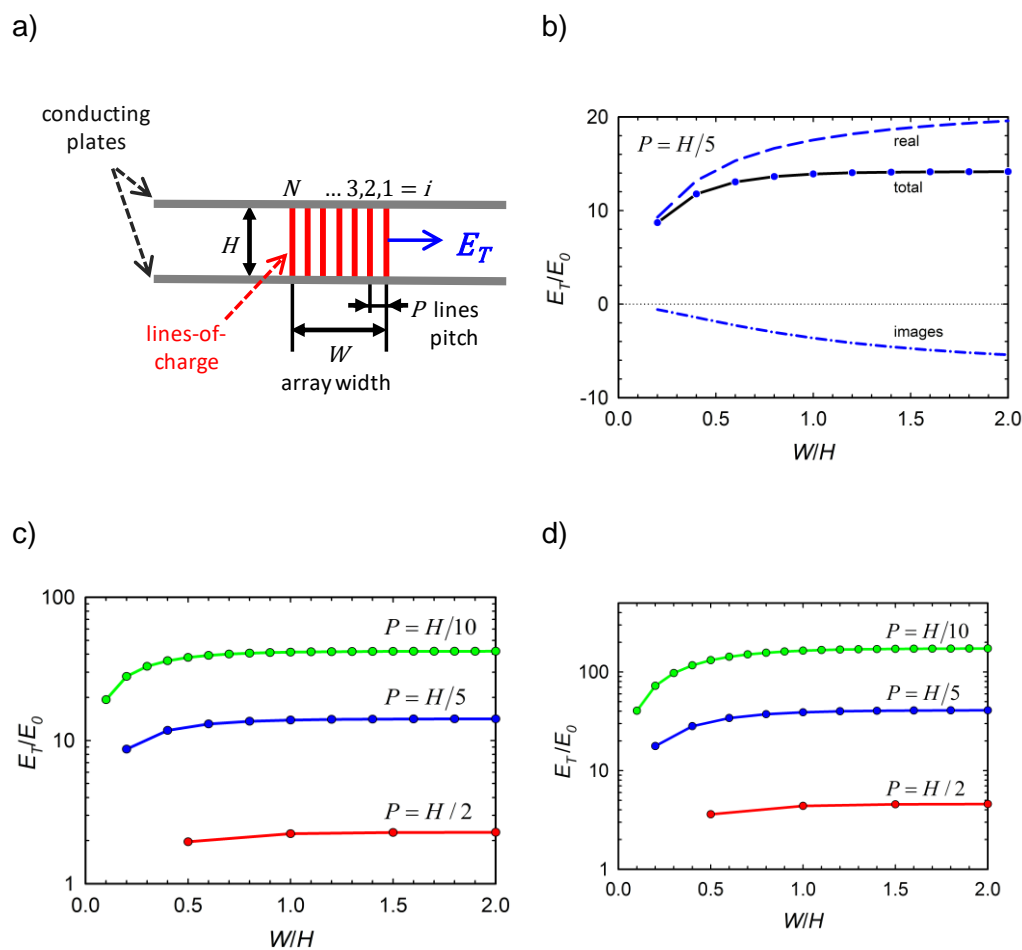 a)
conducting
plates
N … 3,2,1 = i
H
E_T
P lines
pitch
lines-of-
charge
W
array width
b)
20
10
0
-10
E_T/E_0
P = H/5
real
total
images
0.0 0.5 1.0 1.5 2.0
W/H
c)
100
10
1
E_T/E_0
P = H/10
P = H/5
P = H / 2
0.0 0.5 1.0 1.5 2.0
W/H
d)
100
10
1
E_T/E_0
P = H/10
P = H/5
P = H / 2
0.0 0.5 1.0 1.5 2.0
W/H